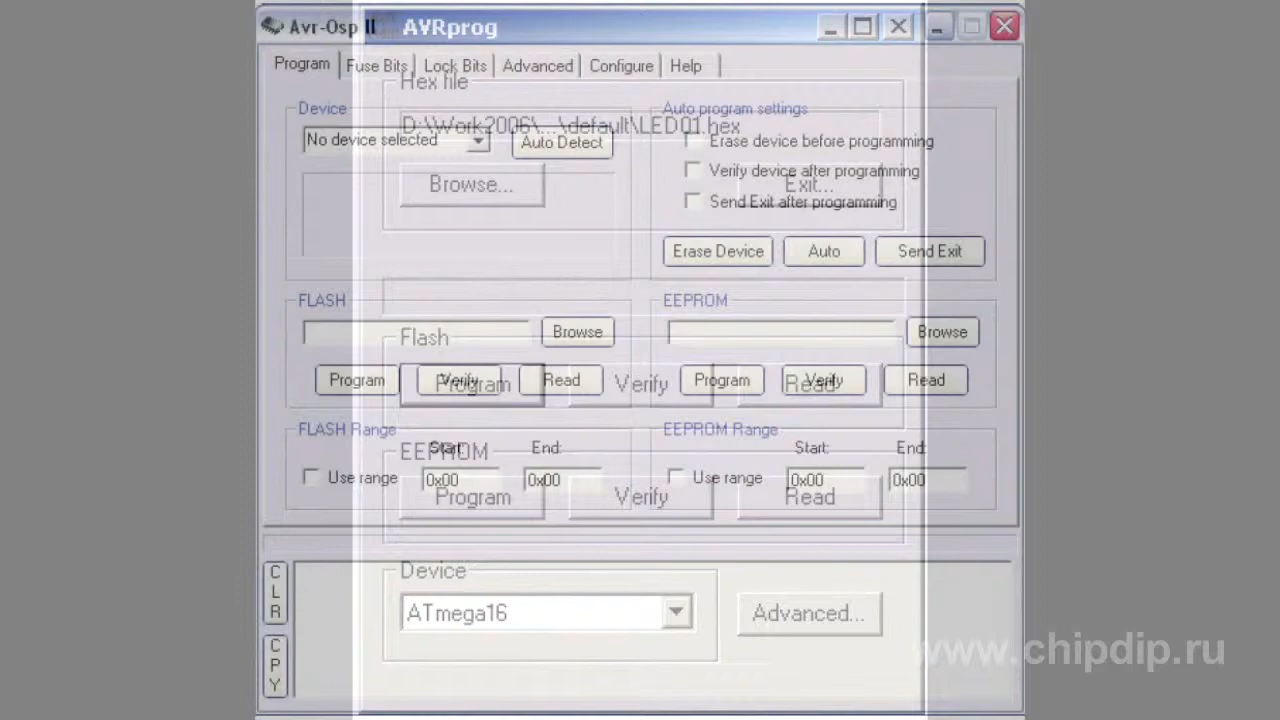 Avr-Osp II AVRprog
Program Fuse Bits Lock Bits Advanced Configure Help
Hex file
Device Auto program settings
D:\Work2006\...\default\LED01.hex
No device selected Auto Detect Erase device before programming
Verify device after programming
Browse... Exit...
Send Exit after programming
Erase Device Auto Send Exit
FLASH EEPROM
Browse Browse
Flash
Program Verify Read Program Verify Read
Program Verify Read
FLASH Range EEPROM Range
Start: End: Start: End:
EEPROM
Use range 0x00 0x00 Use range 0x00 0x00
Program Verify Read
Device
CLR
ATmega16 Advanced...
CPY
www.chipdip.ru